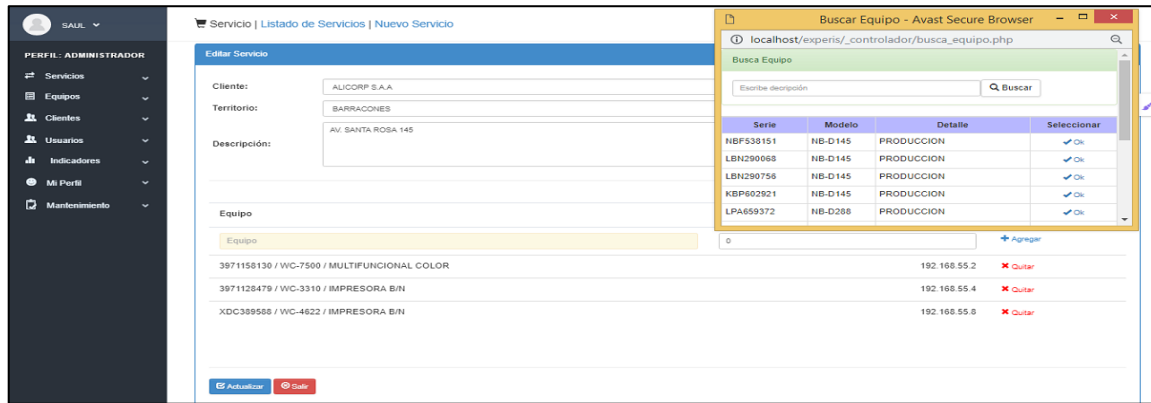 SAUL
PERFIL: ADMINISTRADOR
Servicios
Equipos
Clientes
Usuarios
Indicadores
Mi Perfil
Mantenimiento
Servicio | Listado de Servicios | Nuevo Servicio
Editar Servicio
Cliente: ALICORP S.A.A
Territorio: BARRACONES
Descripción: AV. SANTA ROSA 145
Equipo
Equipo 0 Agregar
3971158130 / WC-7500 / MULTIFUNCIONAL COLOR 192.168.55.2 Quitar
3971128479 / WC-3310 / IMPRESORA B/N 192.168.55.4 Quitar
XDC389588 / WC-4622 / IMPRESORA B/N 192.168.55.8 Quitar
Actualizar Salir
Buscar Equipo - Avast Secure Browser
localhost/experis/_controlador/busca_equipo.php
Busca Equipo
Escribe decripción Buscar
Serie Modelo Detalle Seleccionar
NBF538151 NB-D145 PRODUCCION Ok
LBN290068 NB-D145 PRODUCCION Ok
LBN290756 NB-D145 PRODUCCION Ok
KBP602921 NB-D145 PRODUCCION Ok
LPA659372 NB-D288 PRODUCCION Ok